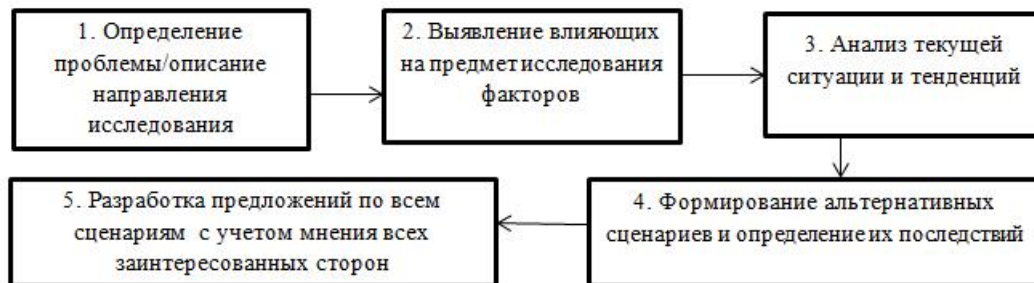 1. Определение
проблемы/описание
направления
исследования
2. Выявление влияющих
на предмет исследования
факторов
3. Анализ текущей
ситуации и тенденций
4. Формирование альтернативных
сценариев и определение их последствий
5. Разработка предложений по всем
сценариям с учетом мнения всех
заинтересованных сторон